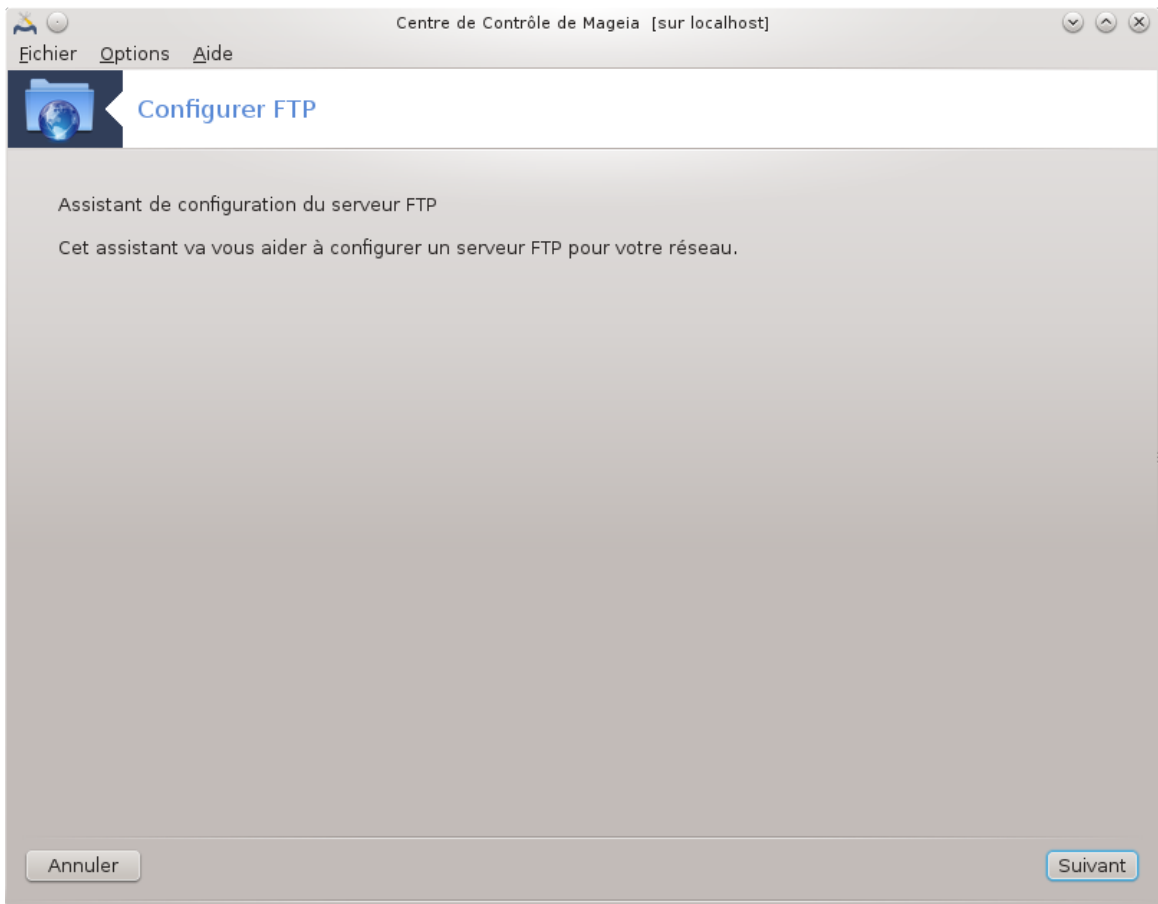 Centre de Contrôle de Mageia [sur localhost]
Fichier Options Aide
Configurer FTP
Assistant de configuration du serveur FTP
Cet assistant va vous aider à configurer un serveur FTP pour votre réseau.
Annuler Suivant